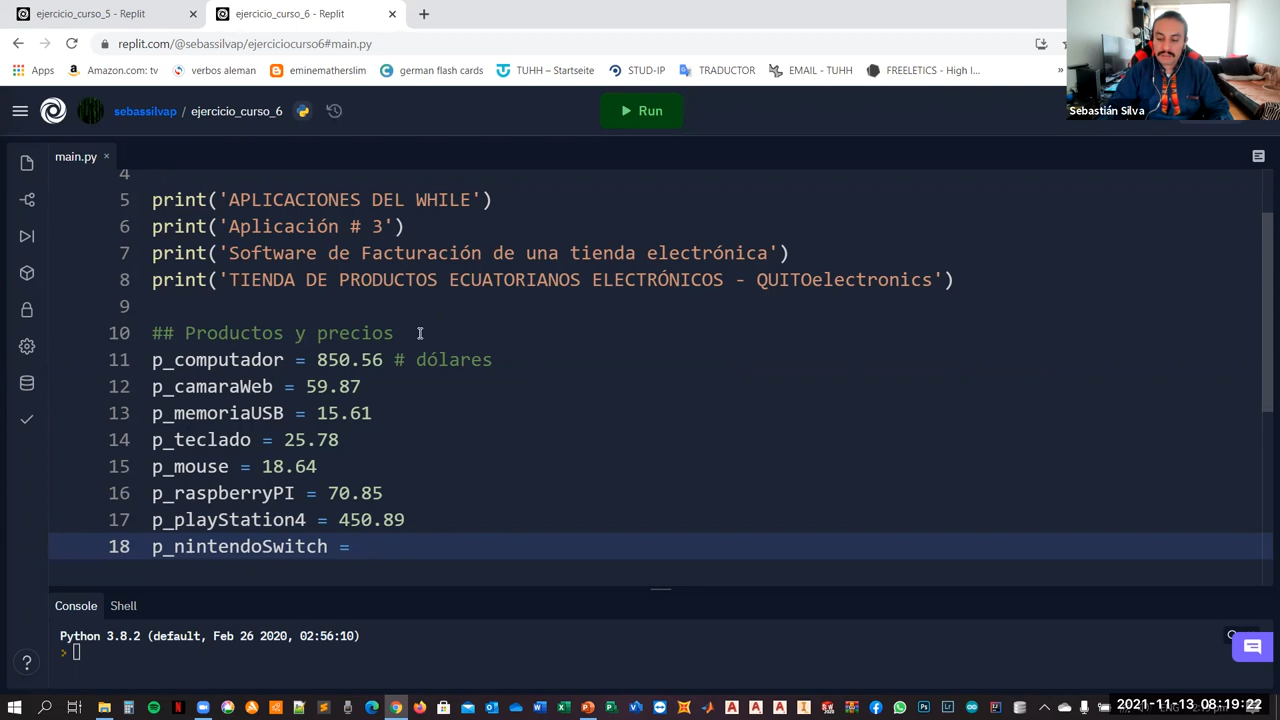 ejercicio_curso_5 - Replit
ejercicio_curso_6 - Replit
replit.com/@sebassilvap/ejerciciocurso6#main.py
Apps
Amazon.com: tv
verbos aleman
eminematherslim
german flash cards
TUHH – Startseite
STUD-IP
TRADUCTOR
EMAIL - TUHH
FREELETICS - High I...
Sebastián Silva
sebassilvap / ejercicio_curso_6
Run
main.py
4
5 print('APLICACIONES DEL WHILE')
6 print('Aplicación # 3')
7 print('Software de Facturación de una tienda electrónica')
8 print('TIENDA DE PRODUCTOS ECUATORIANOS ELECTRÓNICOS - QUITOelectronics')
9
10 ## Productos y precios
11 p_computador = 850.56 # dólares
12 p_camaraWeb = 59.87
13 p_memoriaUSB = 15.61
14 p_teclado = 25.78
15 p_mouse = 18.64
16 p_raspberryPI = 70.85
17 p_playStation4 = 450.89
18 p_nintendoSwitch =
Console Shell
Python 3.8.2 (default, Feb 26 2020, 02:56:10)
>
2021-11-13 08:19:22